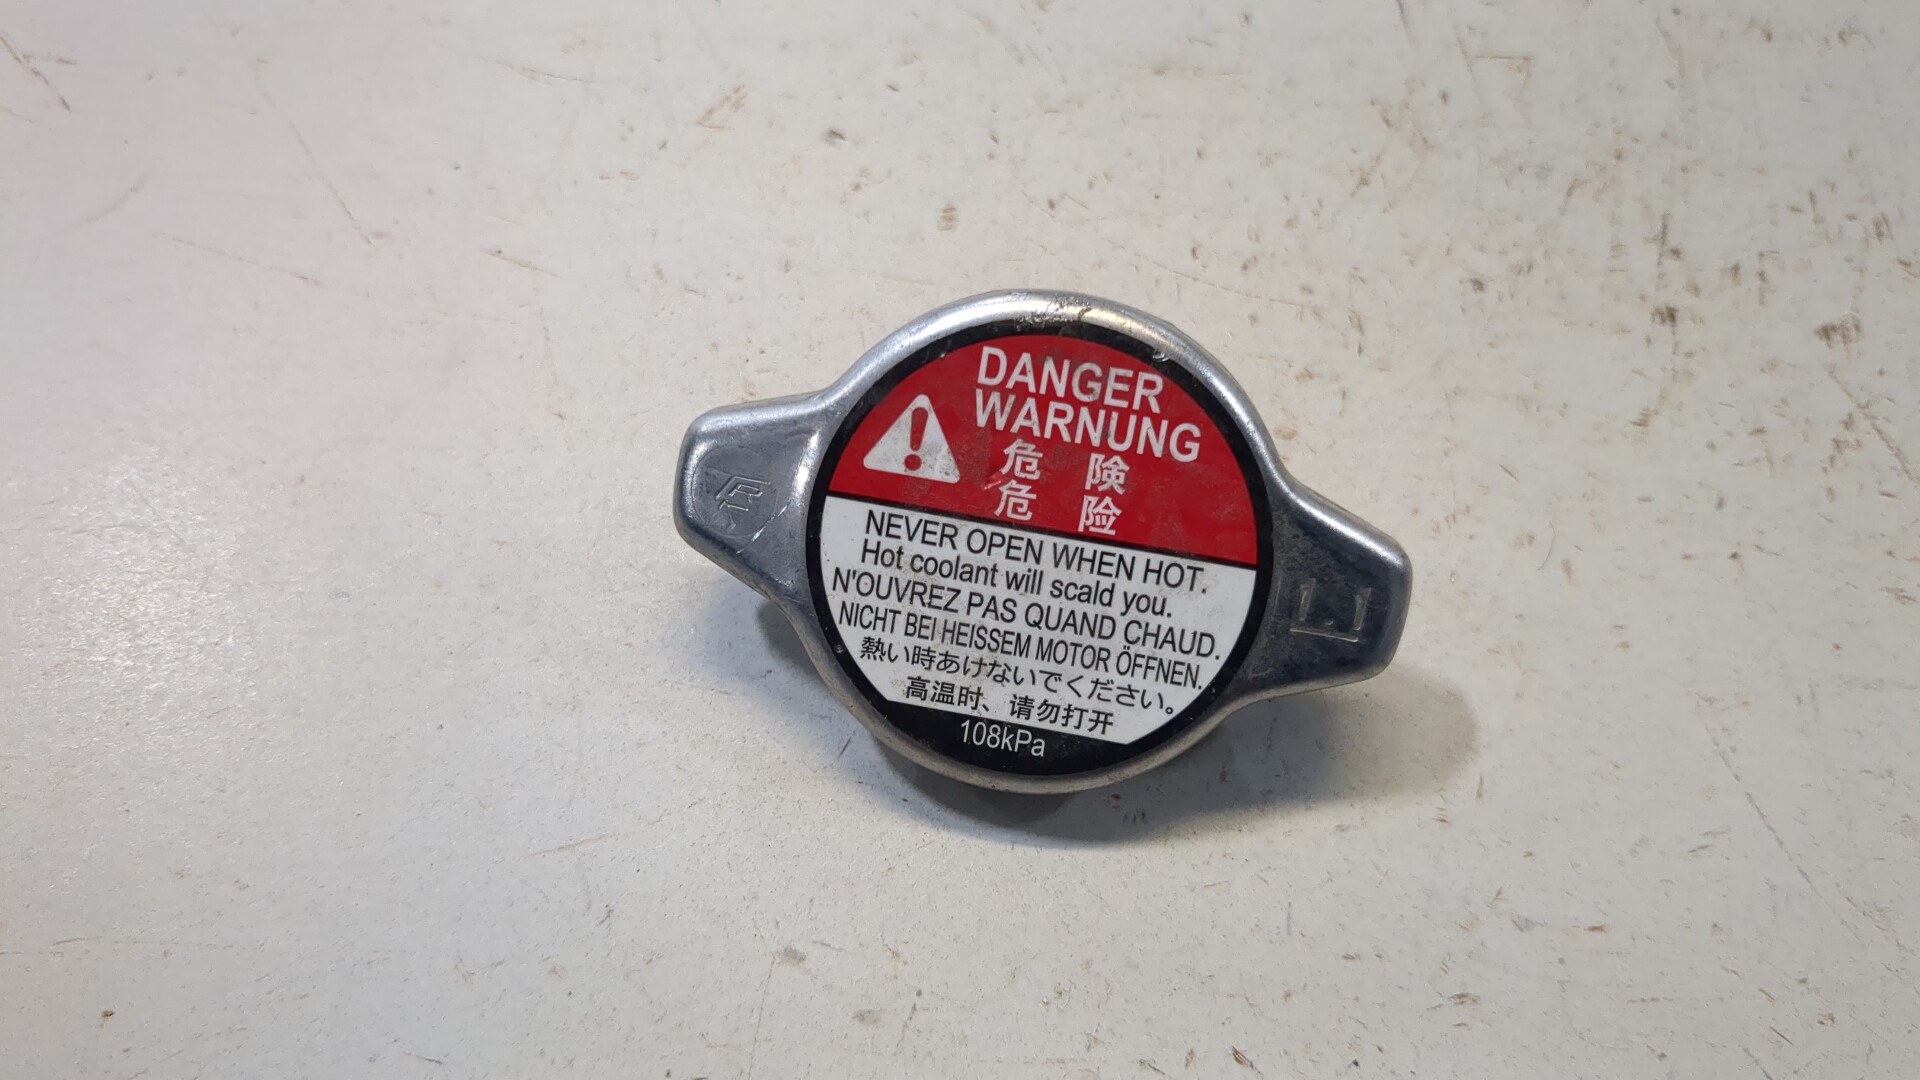 DANGER
WARNUNG
危 険
危 险
NEVER OPEN WHEN HOT.
Hot coolant will scald you.
N'OUVREZ PAS QUAND CHAUD.
NICHT BEI HEISSEM MOTOR ÖFFNEN.
熱い時あけないでください。
高温时、请勿打开
108kPa